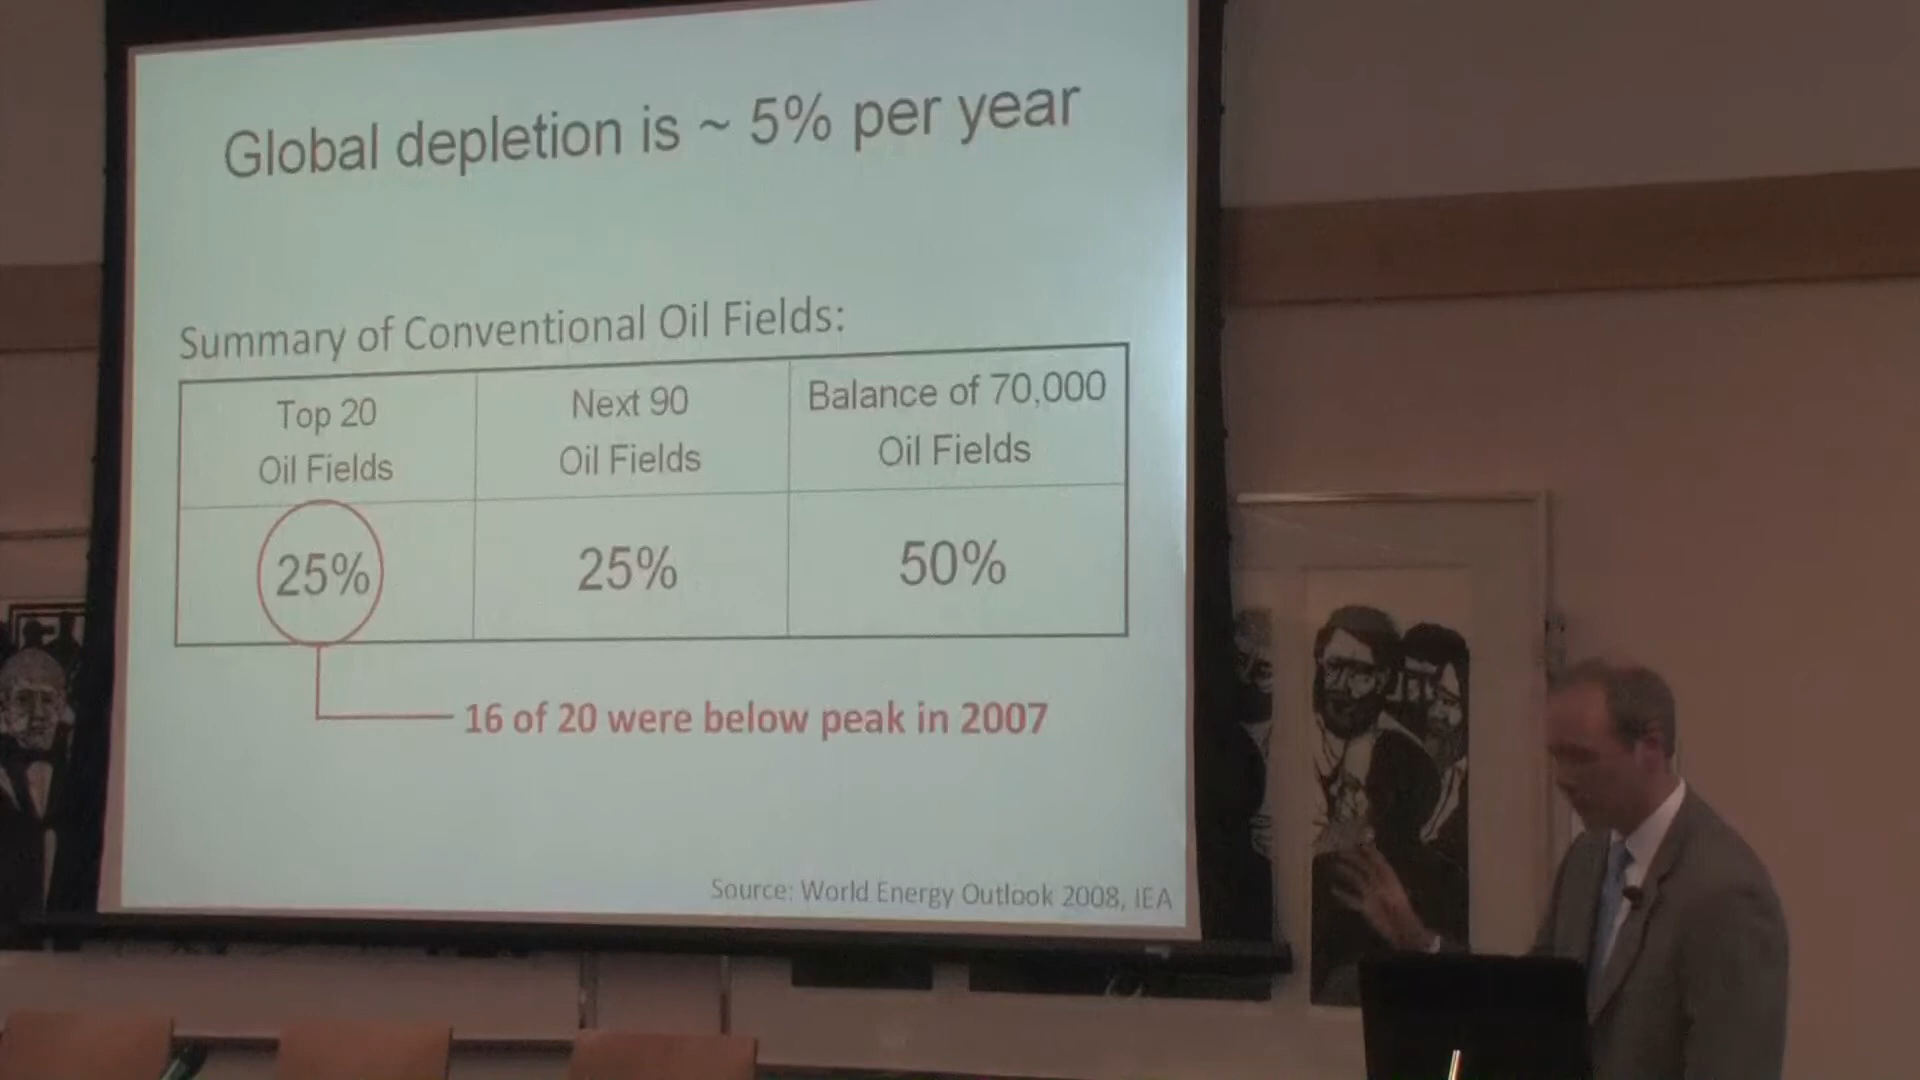 Global depletion is ~ 5% per year
Summary of Conventional Oil Fields:
Top 20
Oil Fields
Next 90
Oil Fields
Balance of 70,000
Oil Fields
25%
25%
50%
16 of 20 were below peak in 2007
Source: World Energy Outlook 2008, IEA